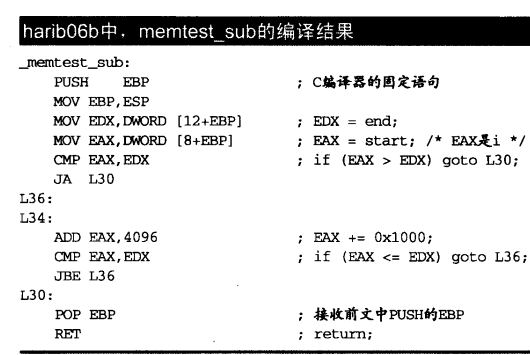 harib06b中，memtest_sub的编译结果
_memtest_sub:
PUSH EBP ; C编译器的固定语句
MOV EBP,ESP
MOV EDX,DWORD [12+EBP] ; EDX = end;
MOV EAX,DWORD [8+EBP] ; EAX = start; /* EAX是i */
CMP EAX,EDX ; if (EAX > EDX) goto L30;
JA L30
L36:
L34:
ADD EAX,4096 ; EAX += 0x1000;
CMP EAX,EDX ; if (EAX <= EDX) goto L36;
JBE L36
L30:
POP EBP ; 接收前文中PUSH的EBP
RET ; return;